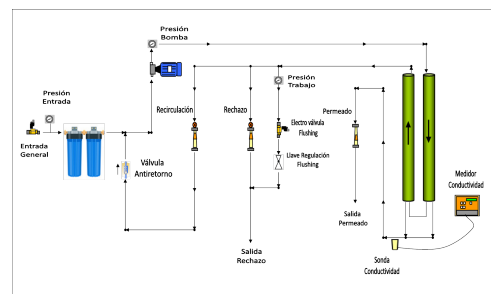 Presión
Bomba
Presión
Entrada
Entrada
General
Recirculación
Rechazo
Presión
Trabajo
Permeado
Electro válvula
Flushing
Llave Regulación
Flushing
Válvula
Antiretorno
Medidor
Conductividad
Salida
Permeado
Salida
Rechazo
Sonda
Conductividad